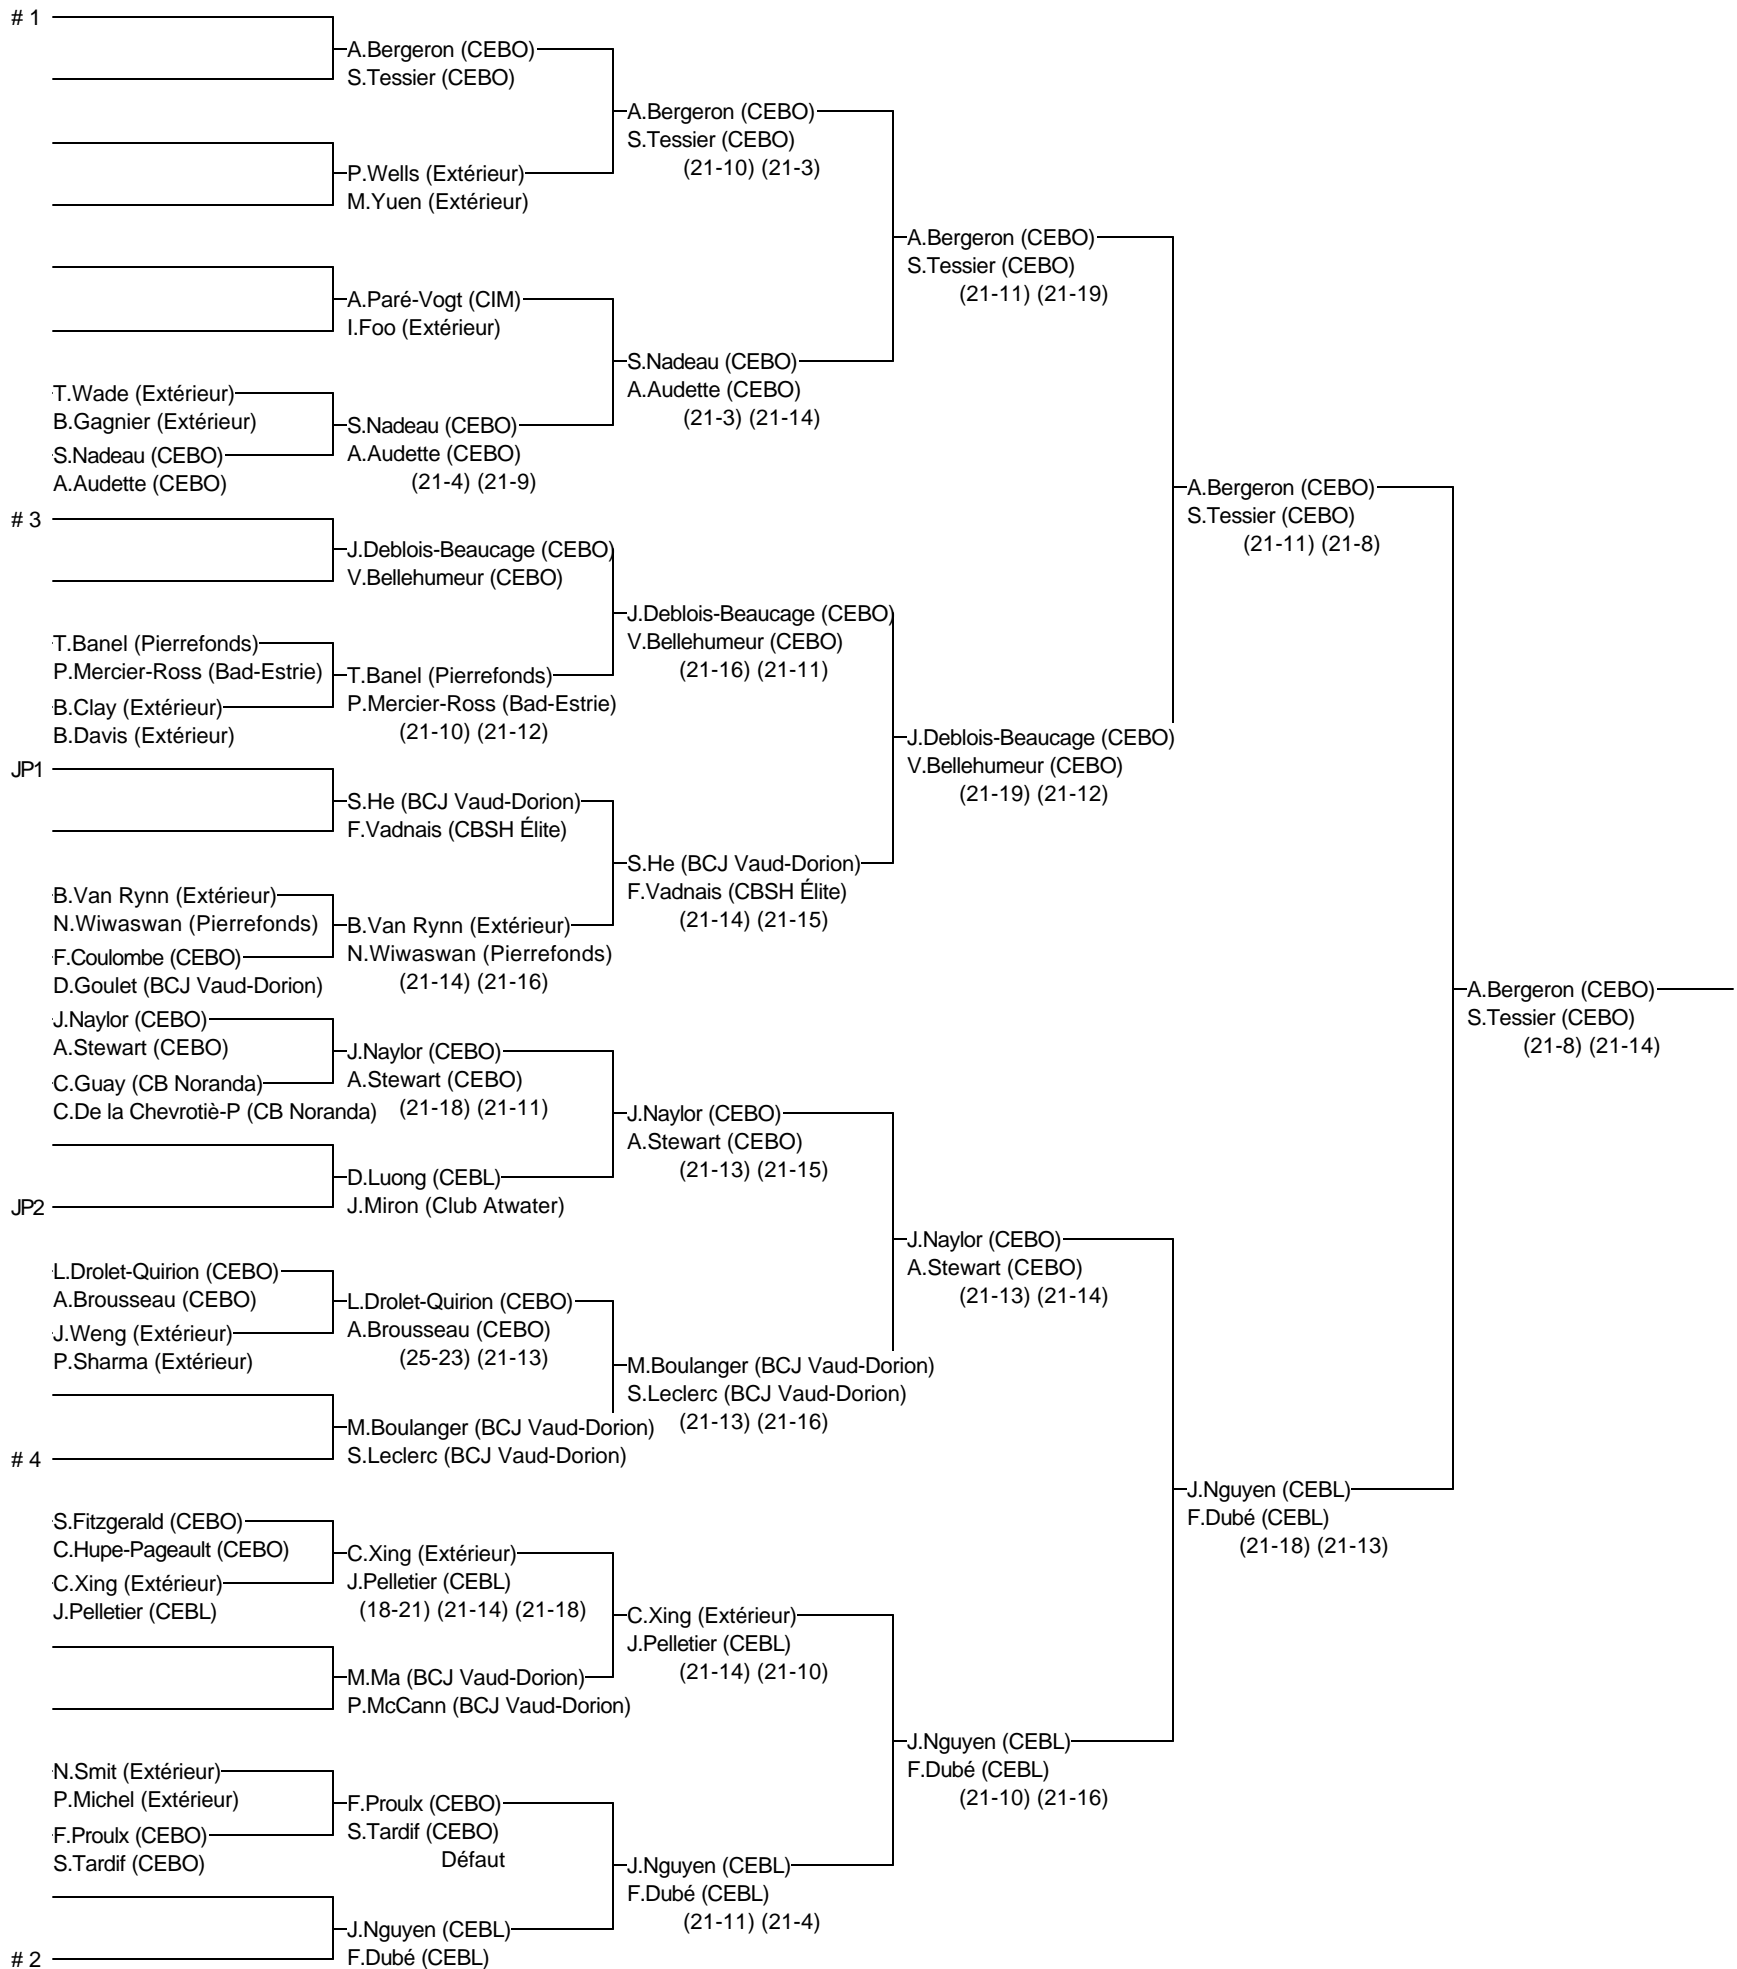 # 1
A.Bergeron (CEBO)
S.Tessier (CEBO)
A.Bergeron (CEBO)
S.Tessier (CEBO)
(21-10) (21-3)
P.Wells (Extérieur)
M.Yuen (Extérieur)
A.Bergeron (CEBO)
S.Tessier (CEBO)
(21-11) (21-19)
A.Paré-Vogt (CIM)
I.Foo (Extérieur)
S.Nadeau (CEBO)
A.Audette (CEBO)
(21-3) (21-14)
T.Wade (Extérieur)
B.Gagnier (Extérieur)
S.Nadeau (CEBO)
A.Audette (CEBO)
S.Nadeau (CEBO)
A.Audette (CEBO)
(21-4) (21-9)
A.Bergeron (CEBO)
S.Tessier (CEBO)
(21-11) (21-8)
# 3
J.Deblois-Beaucage (CEBO)
V.Bellehumeur (CEBO)
J.Deblois-Beaucage (CEBO)
V.Bellehumeur (CEBO)
(21-16) (21-11)
T.Banel (Pierrefonds)
P.Mercier-Ross (Bad-Estrie)
B.Clay (Extérieur)
B.Davis (Extérieur)
T.Banel (Pierrefonds)
P.Mercier-Ross (Bad-Estrie)
(21-10) (21-12)
J.Deblois-Beaucage (CEBO)
V.Bellehumeur (CEBO)
(21-19) (21-12)
JP1
S.He (BCJ Vaud-Dorion)
F.Vadnais (CBSH Élite)
S.He (BCJ Vaud-Dorion)
F.Vadnais (CBSH Élite)
(21-14) (21-15)
B.Van Rynn (Extérieur)
N.Wiwaswan (Pierrefonds)
F.Coulombe (CEBO)
D.Goulet (BCJ Vaud-Dorion)
B.Van Rynn (Extérieur)
N.Wiwaswan (Pierrefonds)
(21-14) (21-16)
A.Bergeron (CEBO)
S.Tessier (CEBO)
(21-8) (21-14)
J.Naylor (CEBO)
A.Stewart (CEBO)
C.Guay (CB Noranda)
C.De la Chevrotiè-P (CB Noranda)
J.Naylor (CEBO)
A.Stewart (CEBO)
(21-18) (21-11)
J.Naylor (CEBO)
A.Stewart (CEBO)
(21-13) (21-15)
D.Luong (CEBL)
J.Miron (Club Atwater)
JP2
J.Naylor (CEBO)
A.Stewart (CEBO)
(21-13) (21-14)
L.Drolet-Quirion (CEBO)
A.Brousseau (CEBO)
J.Weng (Extérieur)
P.Sharma (Extérieur)
L.Drolet-Quirion (CEBO)
A.Brousseau (CEBO)
(25-23) (21-13)
M.Boulanger (BCJ Vaud-Dorion)
S.Leclerc (BCJ Vaud-Dorion)
(21-13) (21-16)
M.Boulanger (BCJ Vaud-Dorion)
S.Leclerc (BCJ Vaud-Dorion)
# 4
J.Nguyen (CEBL)
F.Dubé (CEBL)
(21-18) (21-13)
S.Fitzgerald (CEBO)
C.Hupe-Pageault (CEBO)
C.Xing (Extérieur)
J.Pelletier (CEBL)
C.Xing (Extérieur)
J.Pelletier (CEBL)
(18-21) (21-14) (21-18)
C.Xing (Extérieur)
J.Pelletier (CEBL)
(21-14) (21-10)
M.Ma (BCJ Vaud-Dorion)
P.McCann (BCJ Vaud-Dorion)
J.Nguyen (CEBL)
F.Dubé (CEBL)
(21-10) (21-16)
N.Smit (Extérieur)
P.Michel (Extérieur)
F.Proulx (CEBO)
S.Tardif (CEBO)
F.Proulx (CEBO)
S.Tardif (CEBO)
Défaut
J.Nguyen (CEBL)
F.Dubé (CEBL)
(21-11) (21-4)
J.Nguyen (CEBL)
F.Dubé (CEBL)
# 2